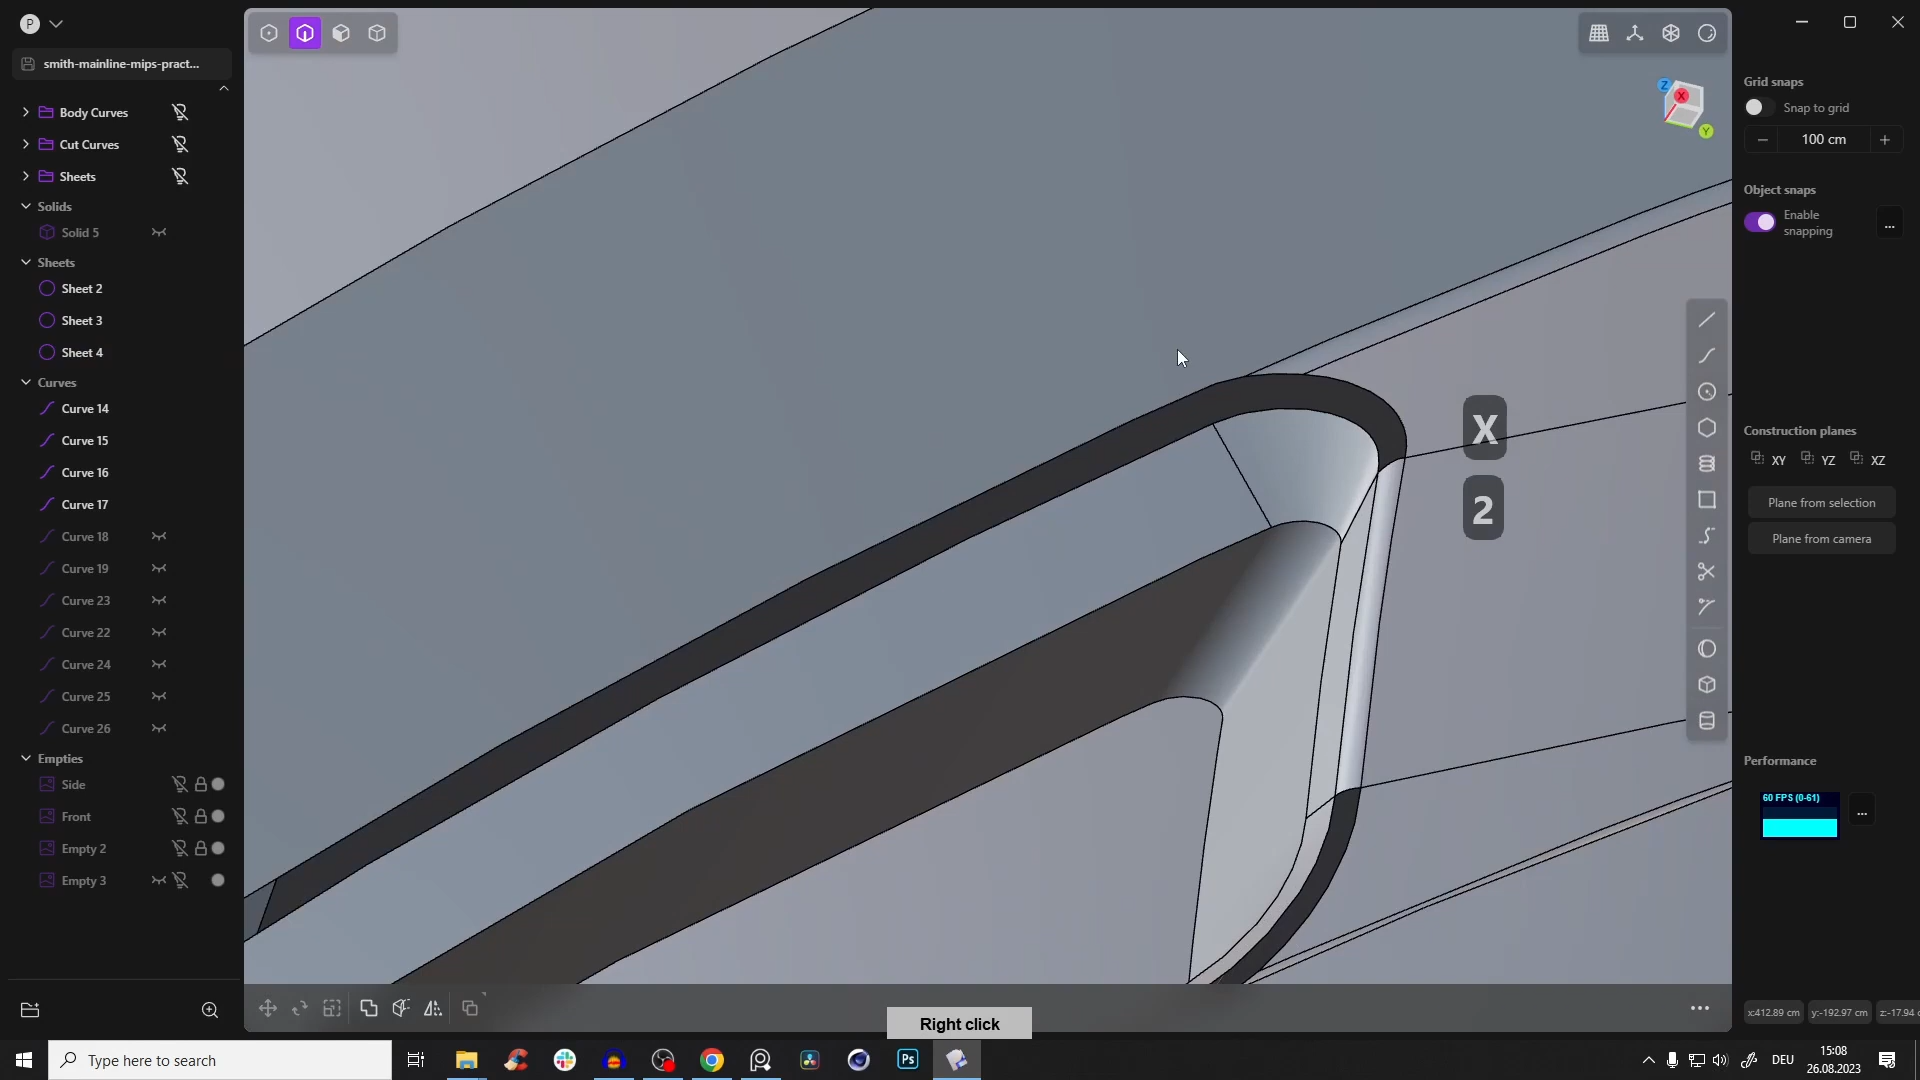 P
smith-mainline-mips-pract...
Body Curves
Cut Curves
Sheets
Solids
Solid 5
Sheets
Sheet 2
Sheet 3
Sheet 4
Curves
Curve 14
Curve 15
Curve 16
Curve 17
Curve 18
Curve 19
Curve 23
Curve 22
Curve 24
Curve 25
Curve 26
Empties
Side
Front
Empty 2
Empty 3
Z
X
Y
X
2
Grid snaps
Snap to grid
100 cm
Object snaps
Enable
snapping
...
Construction planes
XY YZ XZ
Plane from selection
Plane from camera
Performance
60 FPS (0-61)
...
x:412.89 cm y:-192.97 cm z:-17.94 c
Right click
Type here to search
Ps
DEU
15:08
26.08.2023